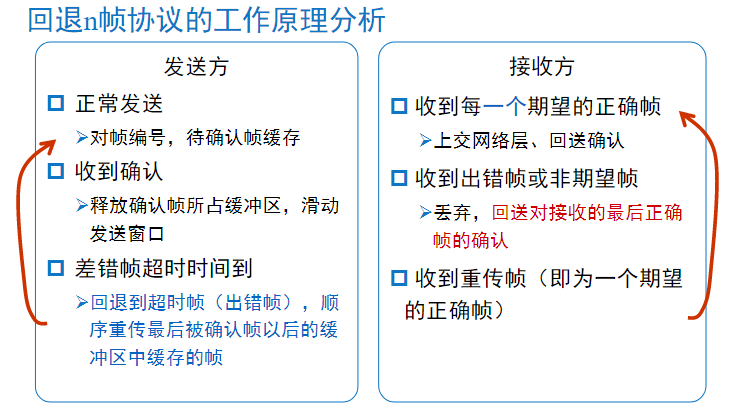 回退n帧协议的工作原理分析
发送方
正常发送
对帧编号，待确认帧缓存
收到确认
释放确认帧所占缓冲区，滑动
发送窗口
差错帧超时时间到
回退到超时帧（出错帧），顺
序重传最后被确认帧以后的缓
冲区中缓存的帧
接收方
收到每一个期望的正确帧
上交网络层、回送确认
收到出错帧或非期望帧
丢弃，回送对接收的最后正确
帧的确认
收到重传帧（即为一个期望
的正确帧）